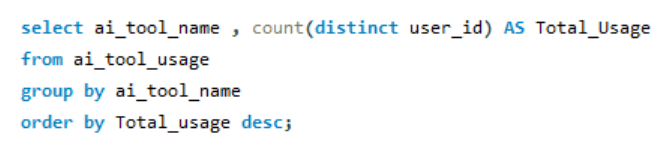 select ai_tool_name , count(distinct user_id) AS Total_Usage
from ai_tool_usage
group by ai_tool_name
order by Total_usage desc;